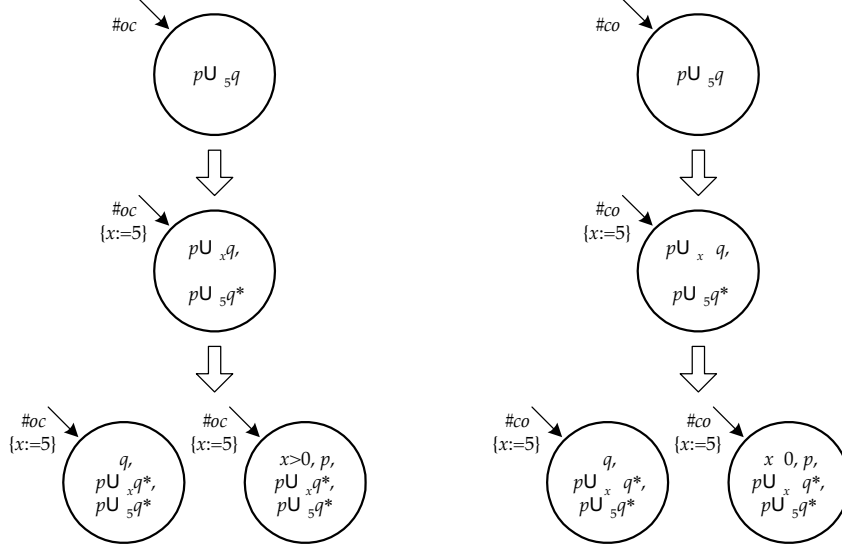 #oc
pU 5q
#co
pU 5q
#oc
{x:=5}
pU xq,
pU 5q*
#co
{x:=5}
pU x q,
pU 5q*
#oc
{x:=5}
q,
pU xq*,
pU 5q*
#oc
{x:=5}
x>0, p,
pU xq*,
pU 5q*
#co
{x:=5}
q,
pU x q*,
pU 5q*
#co
{x:=5}
x 0, p,
pU x q*,
pU 5q*